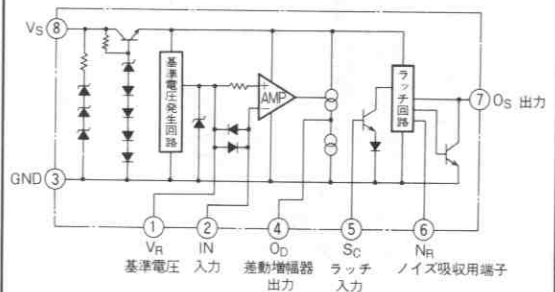 Vs 8
基準電圧発生回路
+
−
AMP
ラッチ回路
7
Os 出力
GND 3
1 2 4 5 6
VR IN OD SC NR
基準電圧 入力 差動増幅器 ラッチ ノイズ吸収用端子
出力 入力